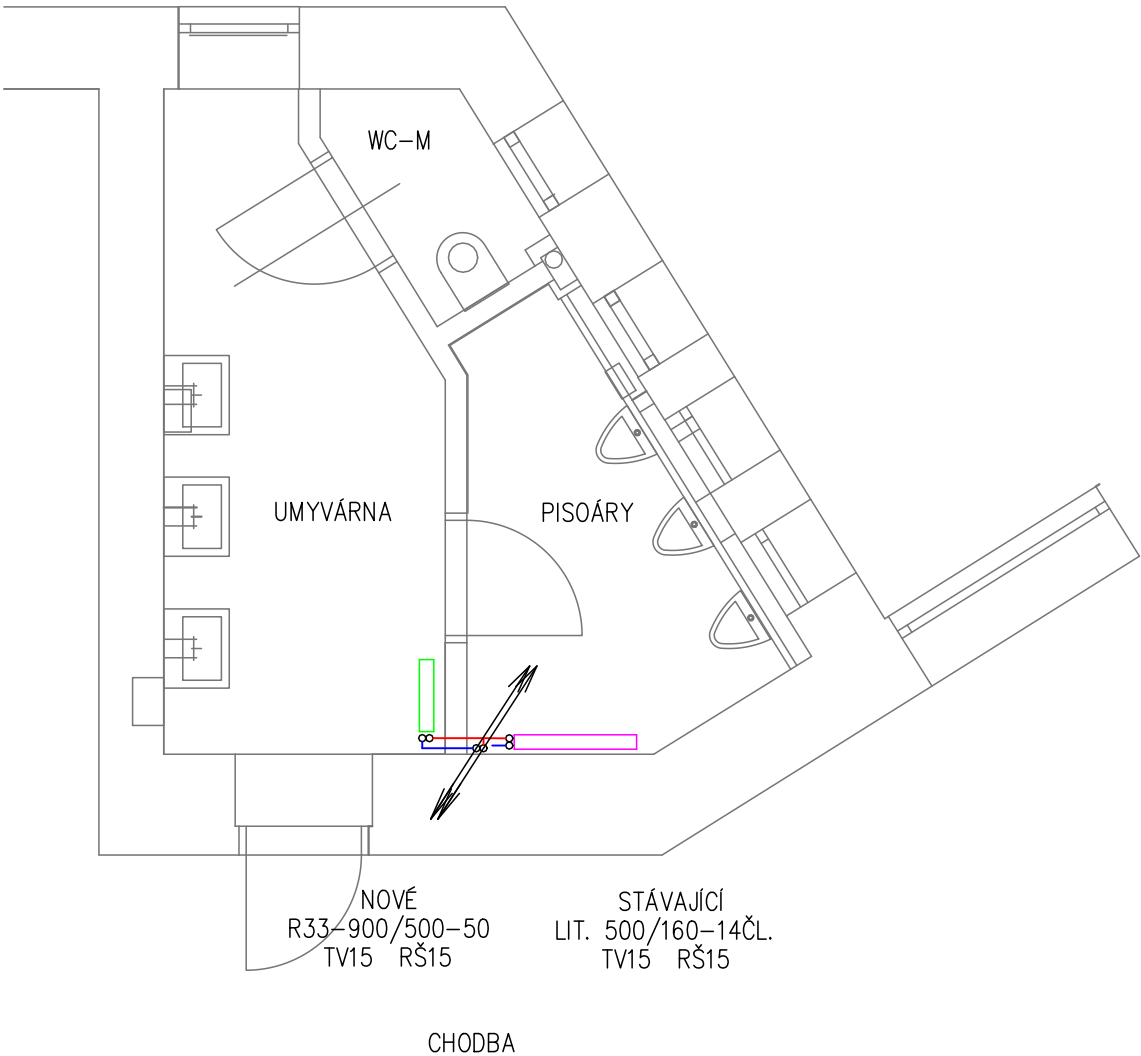 WC-M
UMYVÁRNA
PISOÁRY
NOVÉ
R33-900/500-50
TV15 RŠ15
STÁVAJÍCÍ
LIT. 500/160-14ČL.
TV15 RŠ15
CHODBA